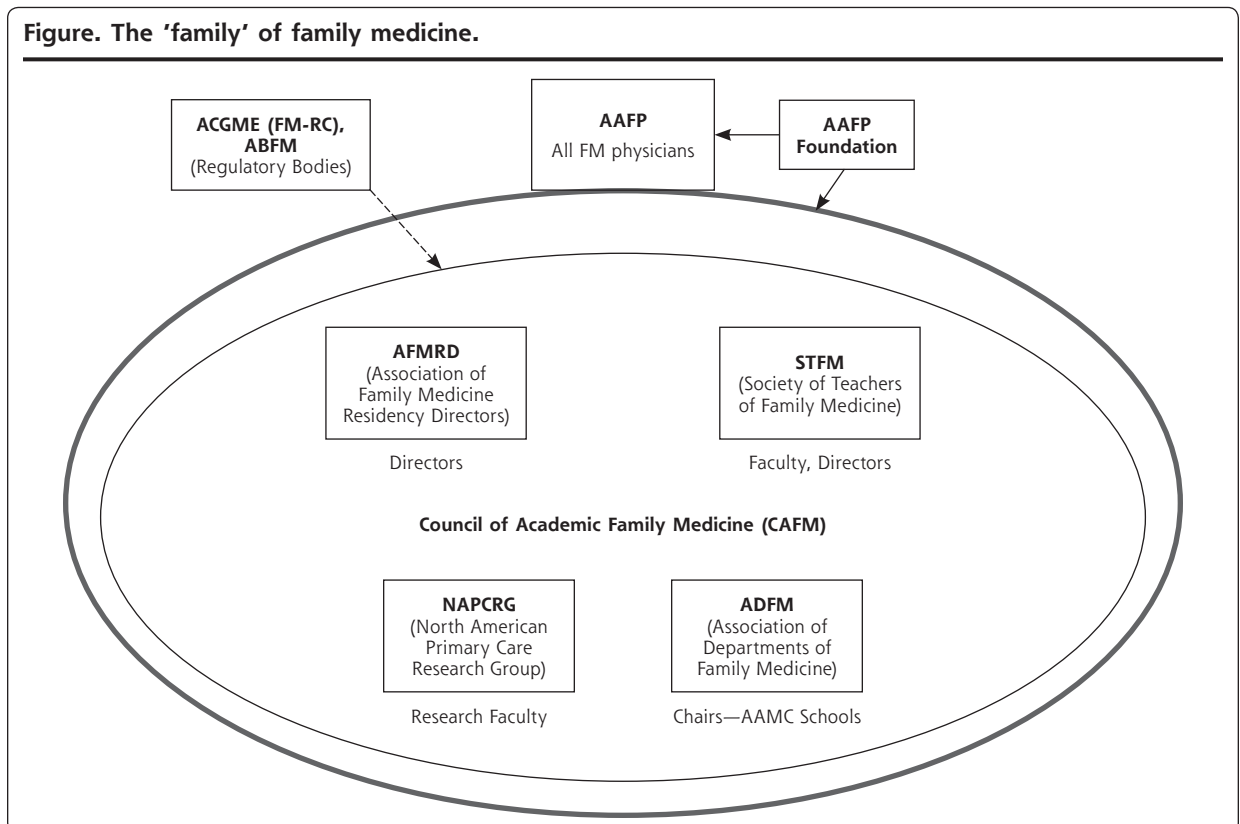 Figure. The ‘family’ of family medicine.
ACGME (FM-RC),
ABFM
(Regulatory Bodies)
AAFP
All FM physicians
AAFP
Foundation
AFMRD
(Association of
Family Medicine
Residency Directors)
Directors
STFM
(Society of Teachers
of Family Medicine)
Faculty, Directors
Council of Academic Family Medicine (CAFM)
NAPCRG
(North American
Primary Care
Research Group)
Research Faculty
ADFM
(Association of
Departments of
Family Medicine)
Chairs—AAMC Schools